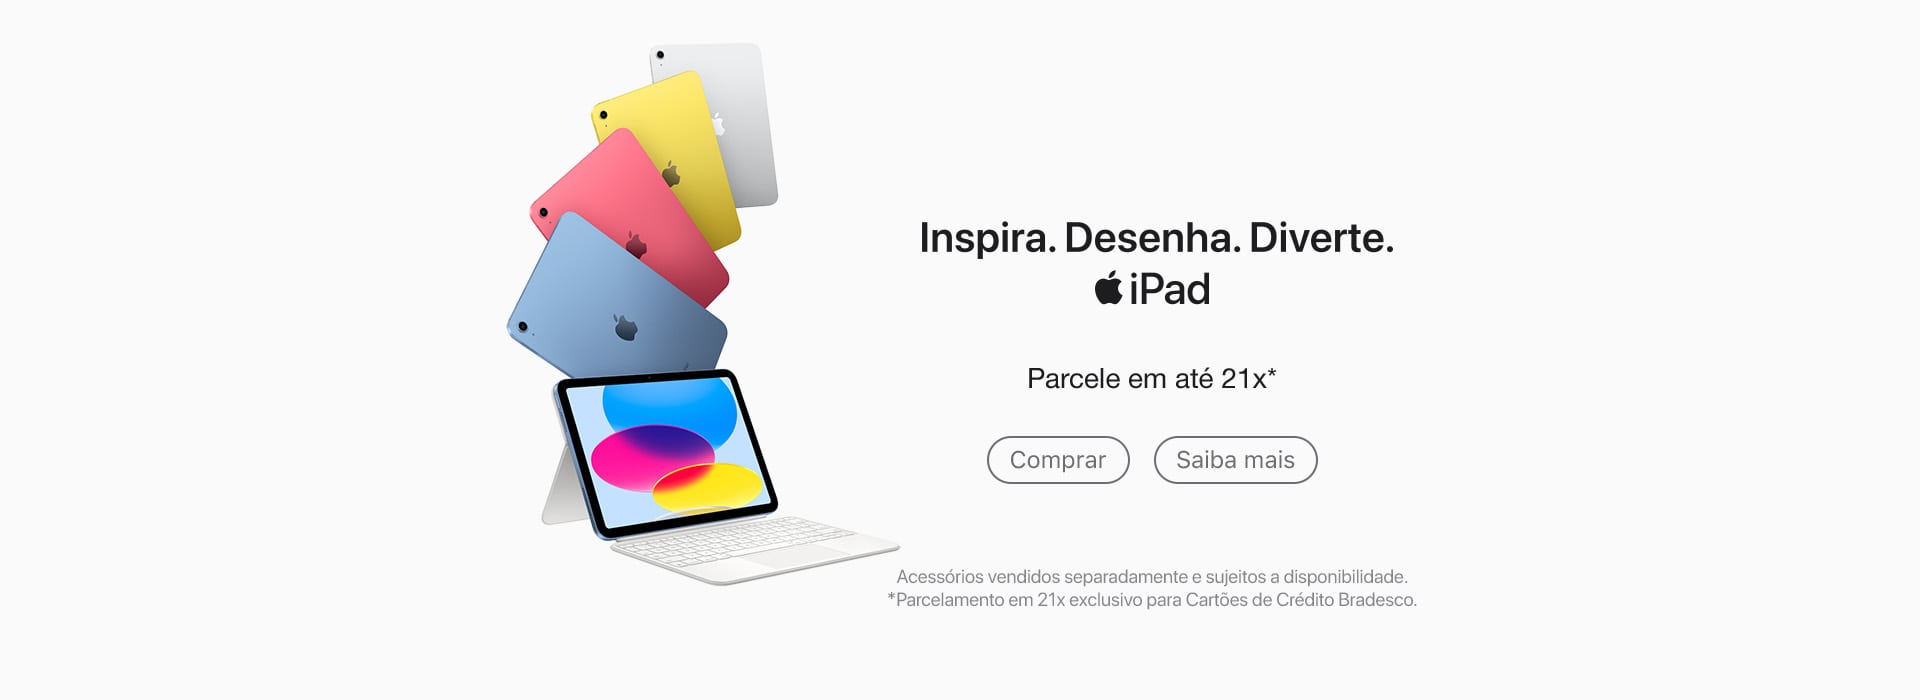 Inspira. Desenha. Diverte.
iPad
Parcele em até 21x*
Comprar
Saiba mais
Acessórios vendidos separadamente e sujeitos a disponibilidade.
*Parcelamento em 21x exclusivo para Cartões de Crédito Bradesco.